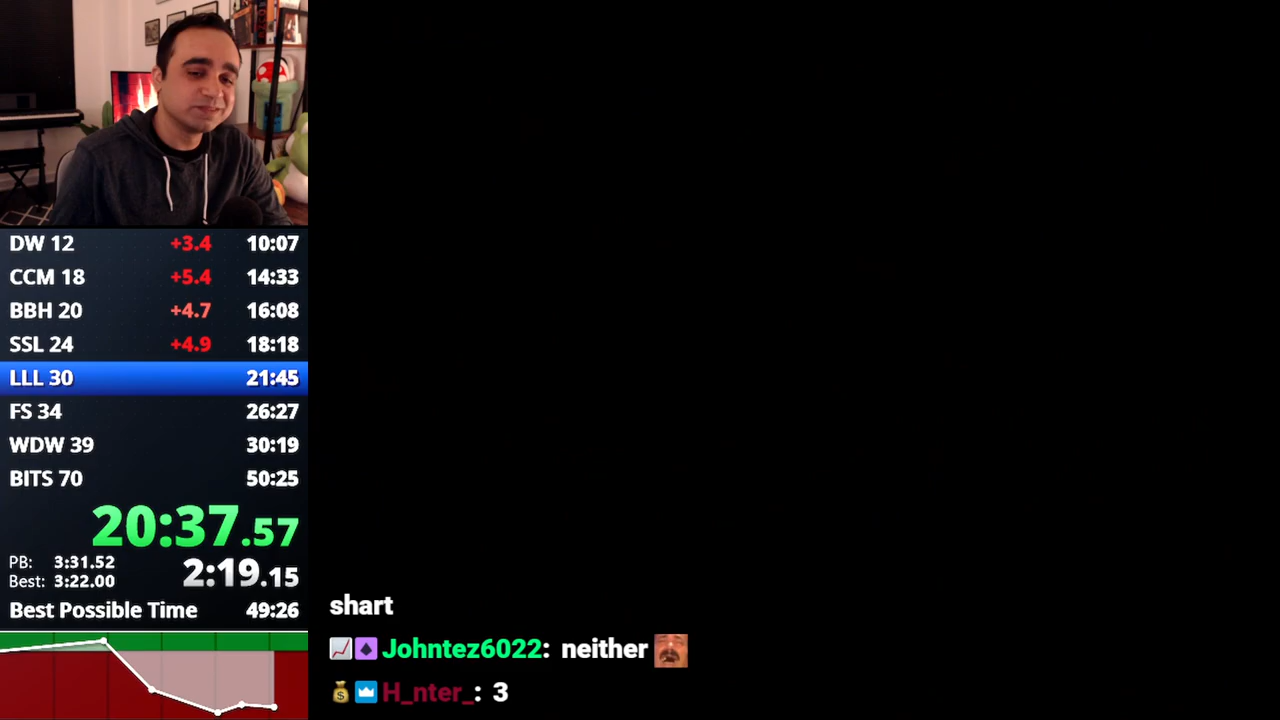 DW 12 +3.4 10:07
CCM 18 +5.4 14:33
BBH 20 +4.7 16:08
SSL 24 +4.9 18:18
LLL 30 21:45
FS 34 26:27
WDW 39 30:19
BITS 70 50:25
20:37.57
PB: 3:31.52
Best: 3:22.00
2:19.15
Best Possible Time 49:26
shart
Johntez6022: neither
H_nter_: 3